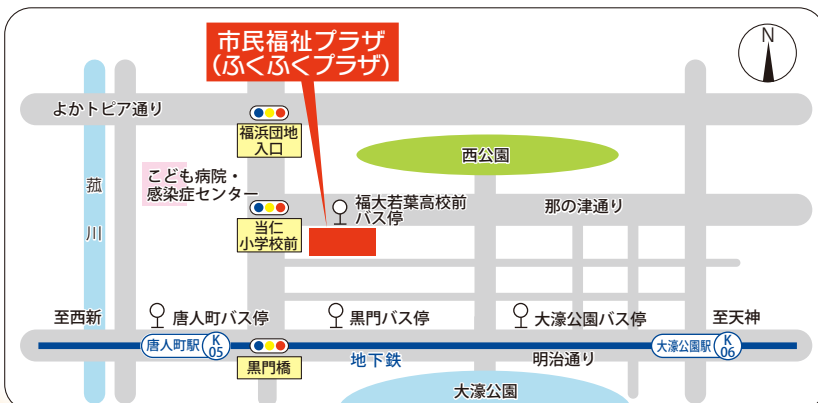 市民福祉プラザ
（ふくふくプラザ）
N
よかトピア通り
福浜団地
入口
西公園
こども病院・
感染症センター
菰川
福大若葉高校前
バス停
那の津通り
当仁
小学校前
至西新
唐人町バス停
黒門バス停
大濠公園バス停
至天神
唐人町駅
K
05
大濠公園駅
K
06
地下鉄
明治通り
黒門橋
大濠公園